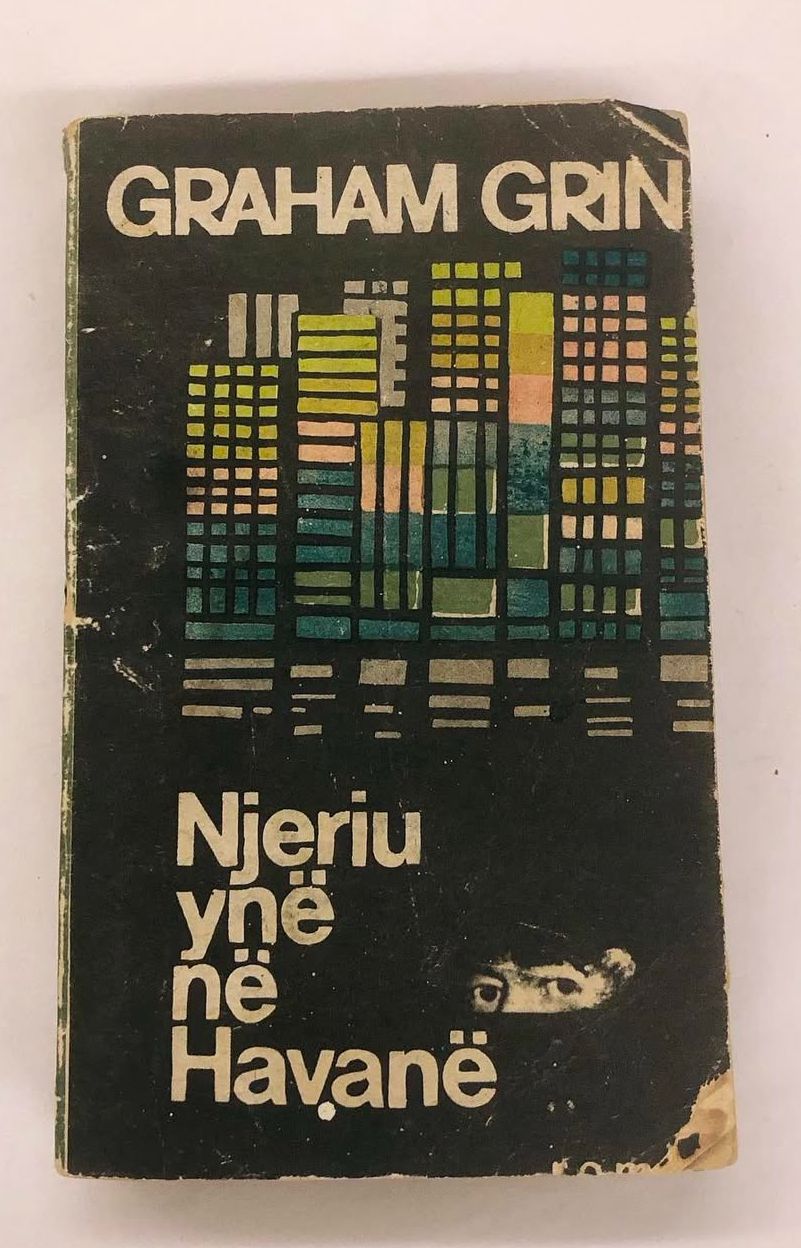 GRAHAM GRIN
Njeriu
ynë
në
Havanë